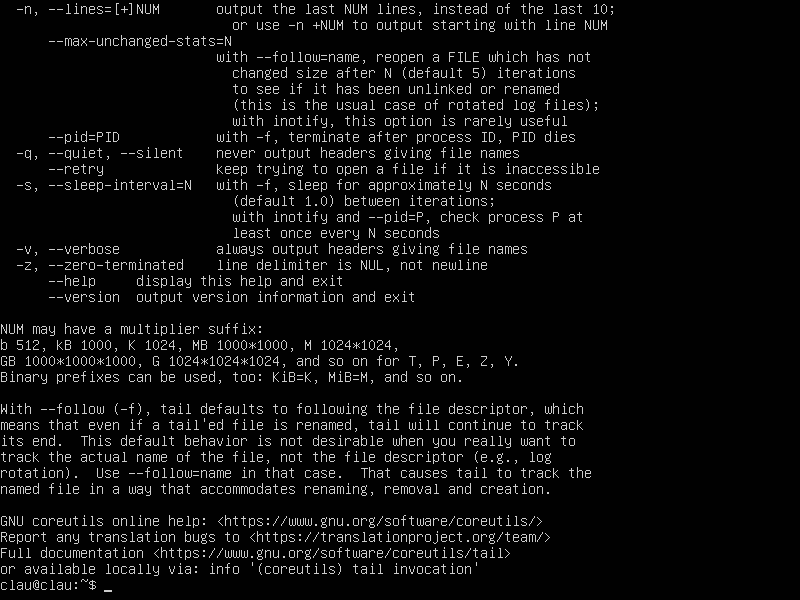 -n, --lines=[+]NUM       output the last NUM lines, instead of the last 10;
or use -n +NUM to output starting with line NUM
--max-unchanged-stats=N
with --follow=name, reopen a FILE which has not
changed size after N (default 5) iterations
to see if it has been unlinked or renamed
(this is the usual case of rotated log files);
with inotify, this option is rarely useful
--pid=PID            with -f, terminate after process ID, PID dies
-q, --quiet, --silent    never output headers giving file names
--retry              keep trying to open a file if it is inaccessible
-s, --sleep-interval=N   with -f, sleep for approximately N seconds
(default 1.0) between iterations;
with inotify and --pid=P, check process P at
least once every N seconds
-v, --verbose            always output headers giving file names
-z, --zero-terminated    line delimiter is NUL, not newline
--help     display this help and exit
--version  output version information and exit

NUM may have a multiplier suffix:
b 512, kB 1000, K 1024, MB 1000*1000, M 1024*1024,
GB 1000*1000*1000, G 1024*1024*1024, and so on for T, P, E, Z, Y.
Binary prefixes can be used, too: KiB=K, MiB=M, and so on.

With --follow (-f), tail defaults to following the file descriptor, which
means that even if a tail'ed file is renamed, tail will continue to track
its end.  This default behavior is not desirable when you really want to
track the actual name of the file, not the file descriptor (e.g., log
rotation).  Use --follow=name in that case.  That causes tail to track the
named file in a way that accommodates renaming, removal and creation.

GNU coreutils online help: <https://www.gnu.org/software/coreutils/>
Report any translation bugs to <https://translationproject.org/team/>
Full documentation <https://www.gnu.org/software/coreutils/tail>
or available locally via: info '(coreutils) tail invocation'
clau@clau:~$ _